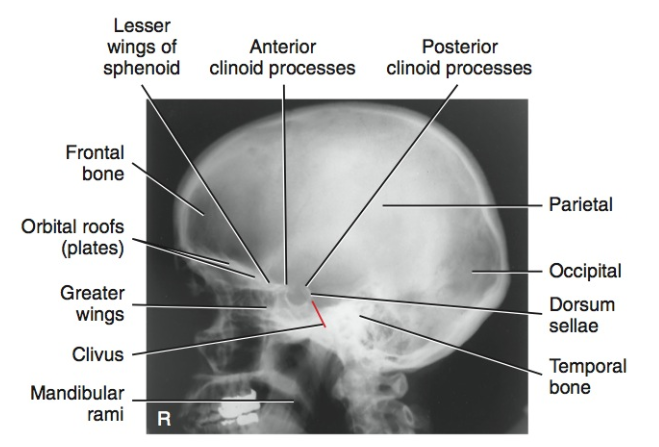 Lesser
wings of
sphenoid
Anterior
clinoid processes
Posterior
clinoid processes
Frontal
bone
Orbital roofs
(plates)
Greater
wings
Clivus
Mandibular
rami
Parietal
Occipital
Dorsum
sellae
Temporal
bone
R